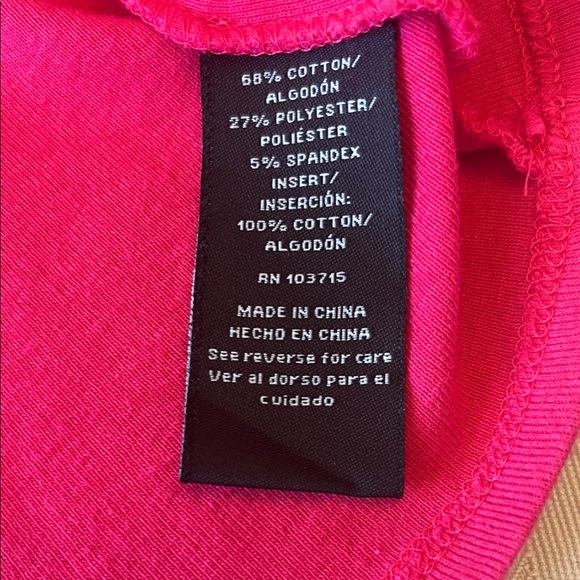 68% COTTON/
ALGODÓN
27% POLYESTER/
POLIÉSTER
5% SPANDEX
INSERT/
INSERCIÓN:
100% COTTON/
ALGODÓN
RN 103715
MADE IN CHINA
HECHO EN CHINA
See reverse for care
Ver al dorso para el
cuidado